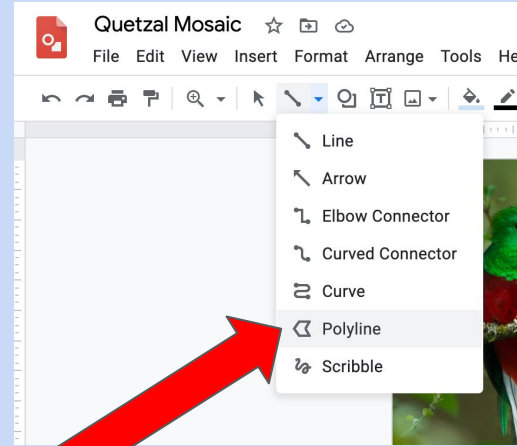 Quetzal Mosaic
File Edit View Insert Format Arrange Tools He
Line
Arrow
Elbow Connector
Curved Connector
Curve
Polyline
Scribble